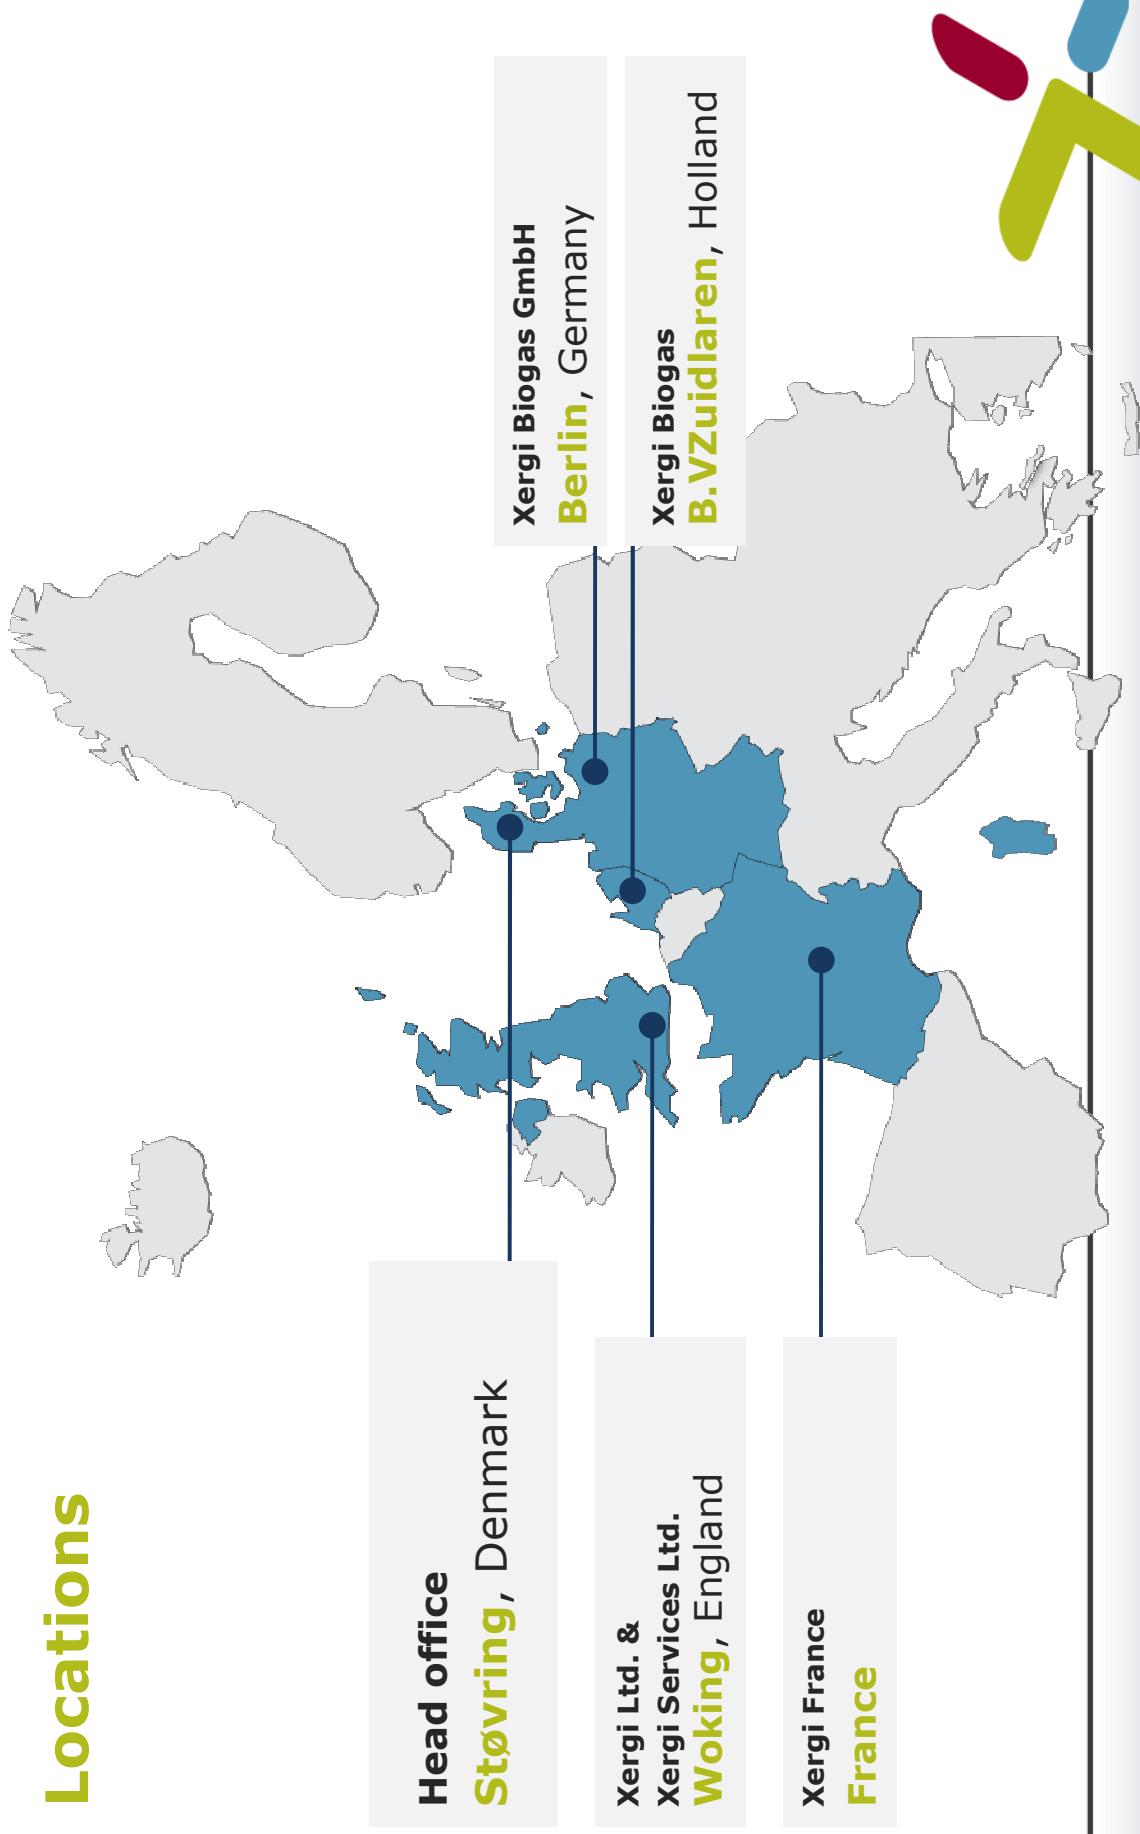 Locations
Head office
Støvring, Denmark
Xergi Ltd. &
Xergi Services Ltd.
Woking, England
Xergi France
France
Xergi Biogas GmbH
Berlin, Germany
Xergi Biogas
B.VZuidlaren, Holland